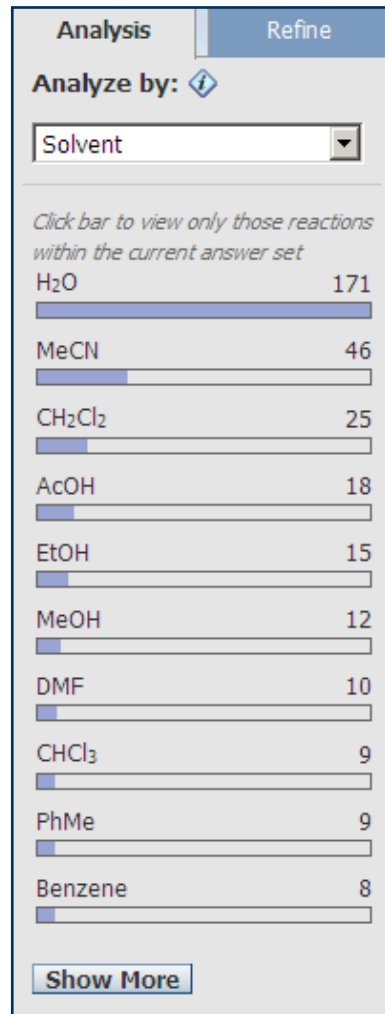 Analysis Refine
Analyze by:
Solvent
Click bar to view only those reactions
within the current answer set
H₂O 171
MeCN 46
CH₂Cl₂ 25
AcOH 18
EtOH 15
MeOH 12
DMF 10
CHCl₃ 9
PhMe 9
Benzene 8
Show More